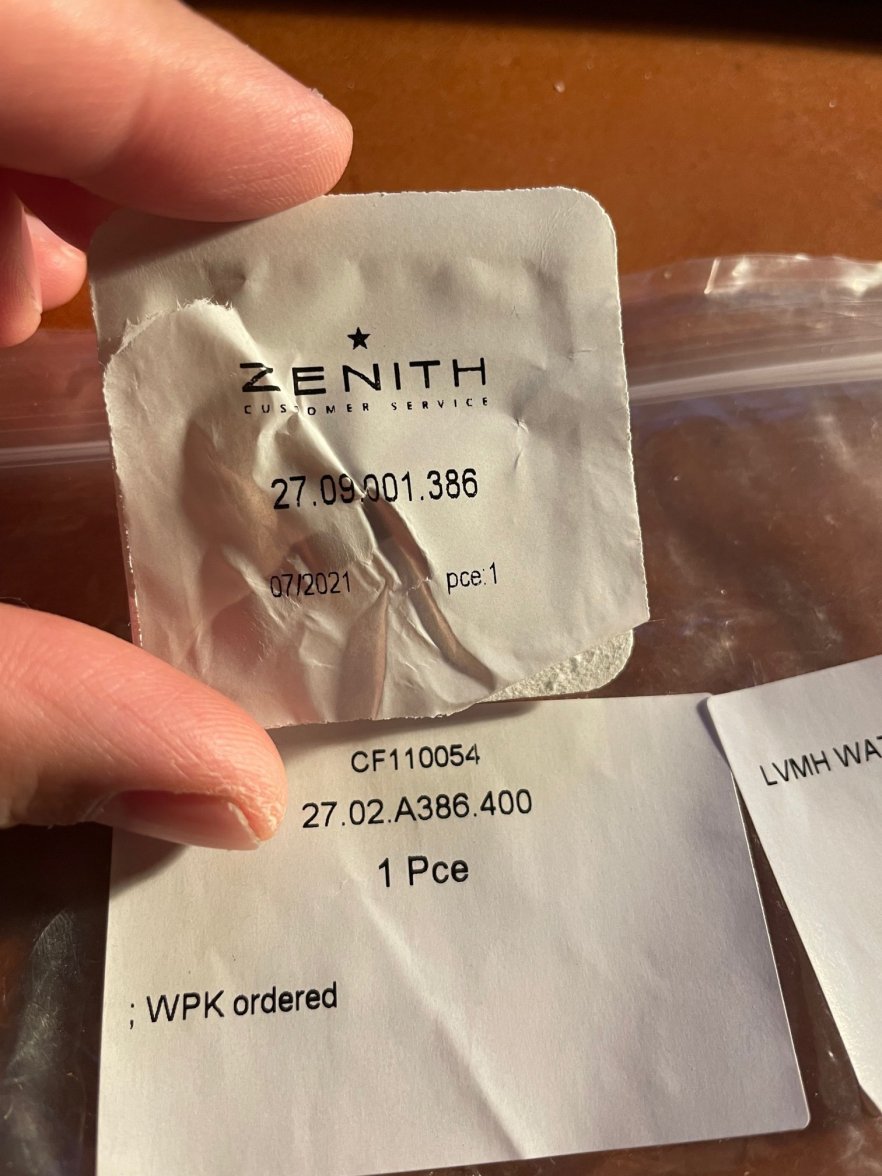 ZENITH
CUSTOMER SERVICE
27.09.001.386
07/2021 pce:1
CF110054
27.02.A386.400
1 Pce
; WPK ordered
LVMH